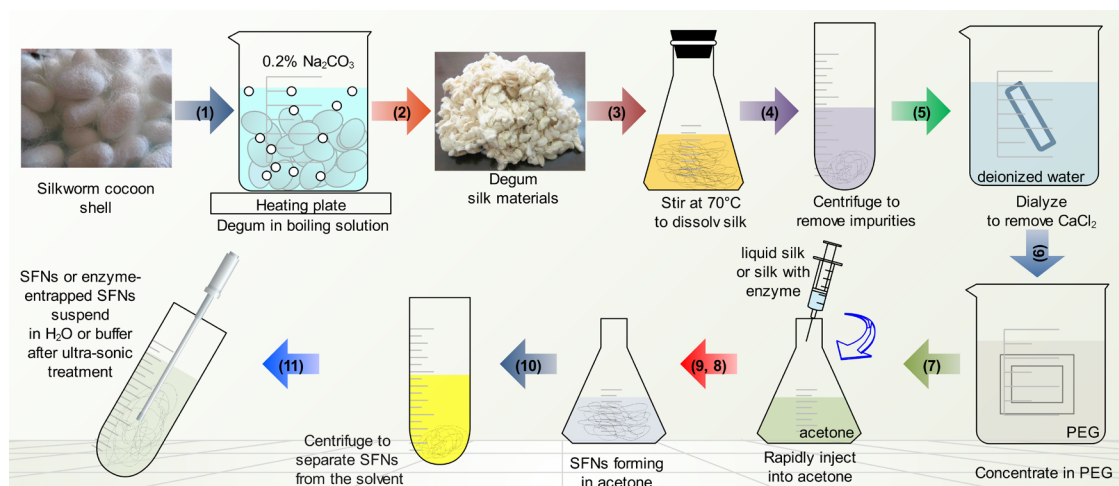 Silkworm cocoon
shell
(1)
0.2% Na₂CO₃
Heating plate
Degum in boiling solution
(2)
Degum
silk materials
(3)
Stir at 70°C
to dissolv silk
(4)
Centrifuge to
remove impurities
(5)
deionized water
Dialyze
to remove CaCl₂
(6)
PEG
Concentrate in PEG
(7)
liquid silk
or silk with
enzyme
acetone
Rapidly inject
into acetone
(9, 8)
SFNs forming
in acetone
(10)
Centrifuge to
separate SFNs
from the solvent
(11)
SFNs or enzyme-
entrapped SFNs
suspend
in H₂O or buffer
after ultra-sonic
treatment